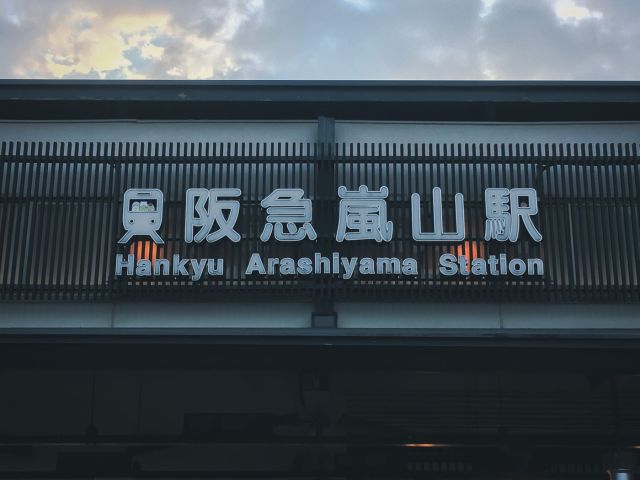 阪急嵐山駅
Hankyu Arashiyama Station